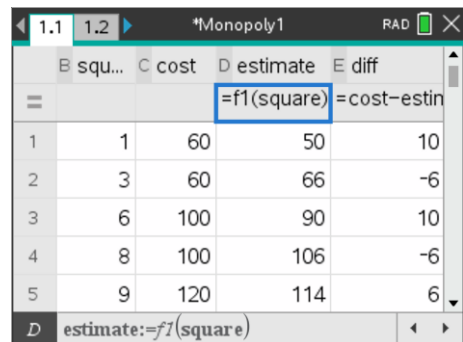 1.1 1.2 *Monopoly1 RAD
B squ... C cost D estimate E diff
= =f1(square) =cost−estin
1 1 60 50 10
2 3 60 66 -6
3 6 100 90 10
4 8 100 106 -6
5 9 120 114 6
D estimate:=f1(square)